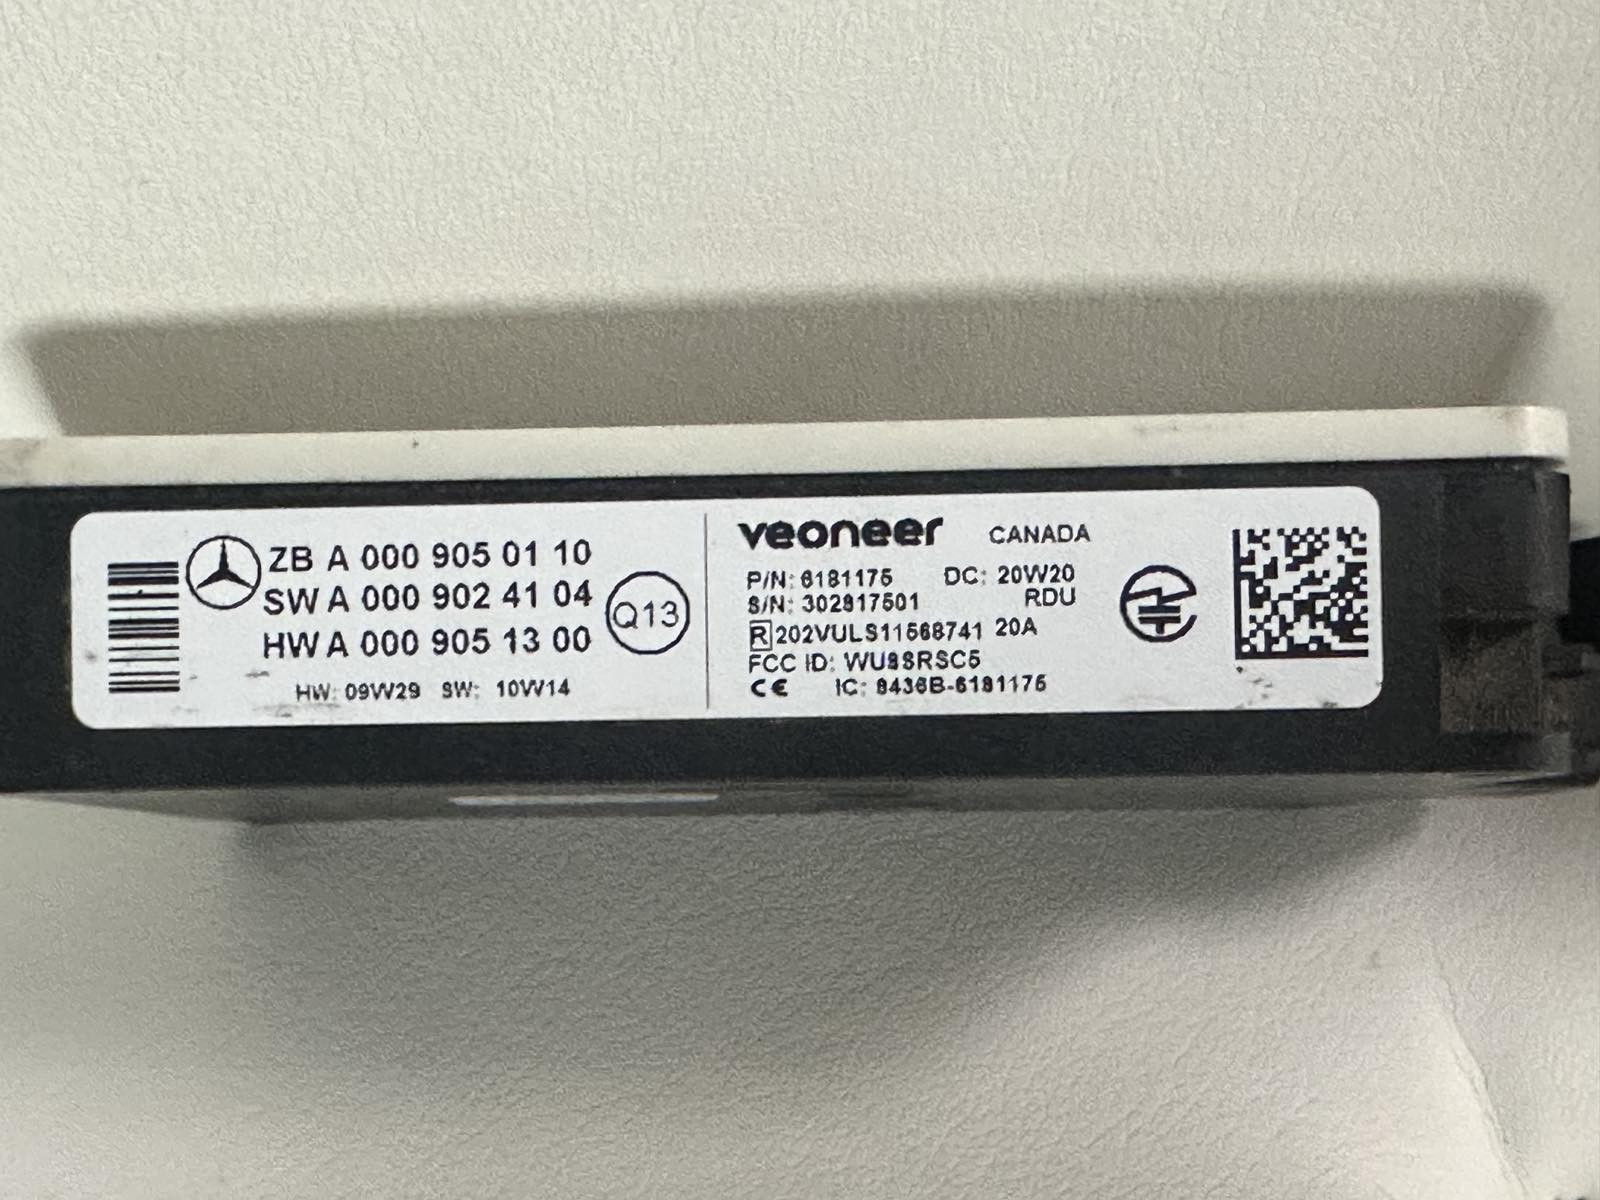 ZB A 000 905 01 10
SW A 000 902 41 04
HW A 000 905 13 00
Q13
HW: 09W29 SW: 10W14
veoneer CANADA
P/N: 6181175 DC: 20W20
S/N: 302817501 RDU
R 202VULS11568741 20A
FCC ID: WU8SRSC5
CE IC: 8436B-6181175